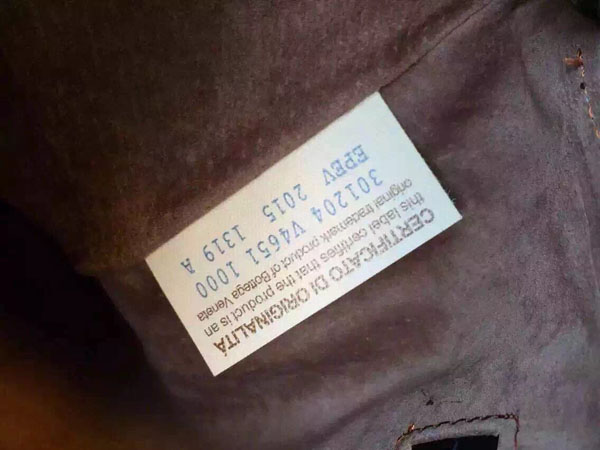 CERTIFICATO DI ORIGINALITÀ
this label certifies that the product is an
original trademark product of Bottega Veneta
301204 V4651 1000
EPEV 2015 1319 A